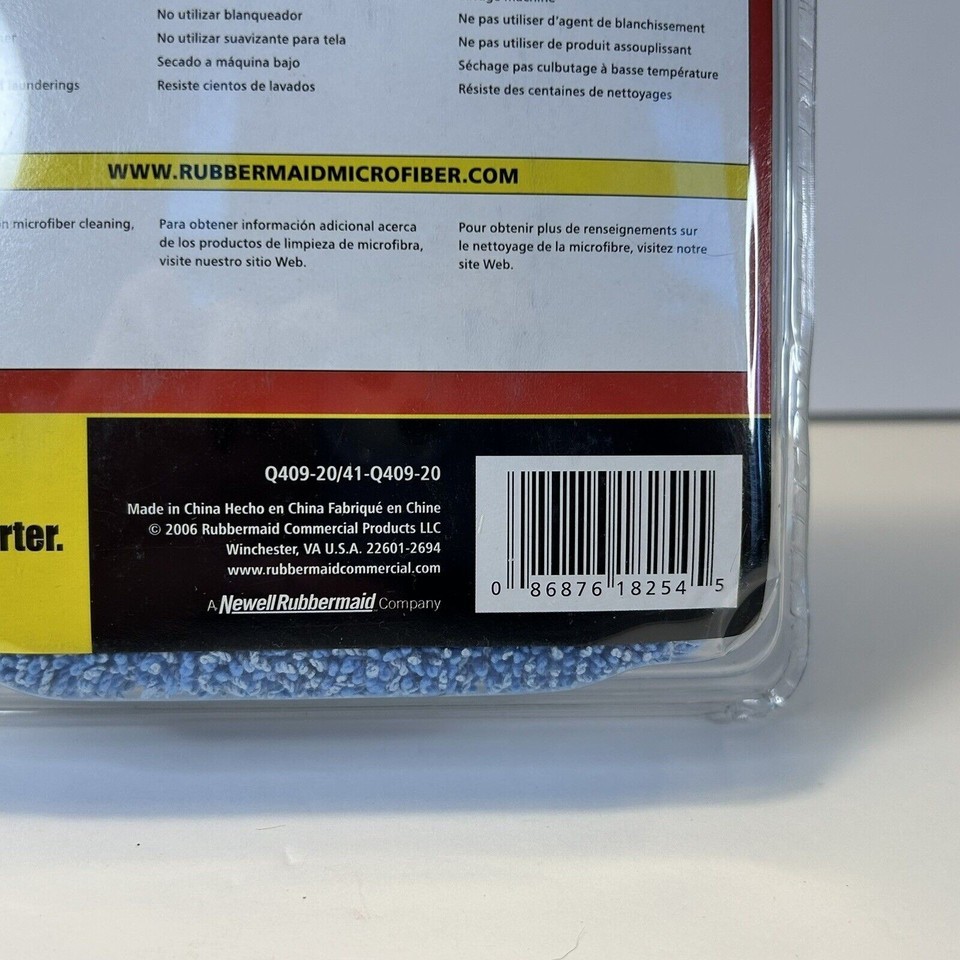 No utilizar blanqueador
No utilizar suavizante para tela
Secado a máquina bajo
Resiste cientos de lavados
Ne pas utiliser d'agent de blanchissement
Ne pas utiliser de produit assouplissant
Séchage pas culbutage à basse température
Résiste des centaines de nettoyages
WWW.RUBBERMAIDMICROFIBER.COM
microfiber cleaning,
Para obtener información adicional acerca
de los productos de limpieza de microfibra,
visite nuestro sitio Web.
Pour obtenir plus de renseignements sur
le nettoyage de la microfibre, visitez notre
site Web.
rter.
Q409-20/41-Q409-20
Made in China Hecho en China Fabriqué en Chine
© 2006 Rubbermaid Commercial Products LLC
Winchester, VA U.S.A. 22601-2694
www.rubbermaidcommercial.com
A NewellRubbermaid Company
0 86876 18254 5